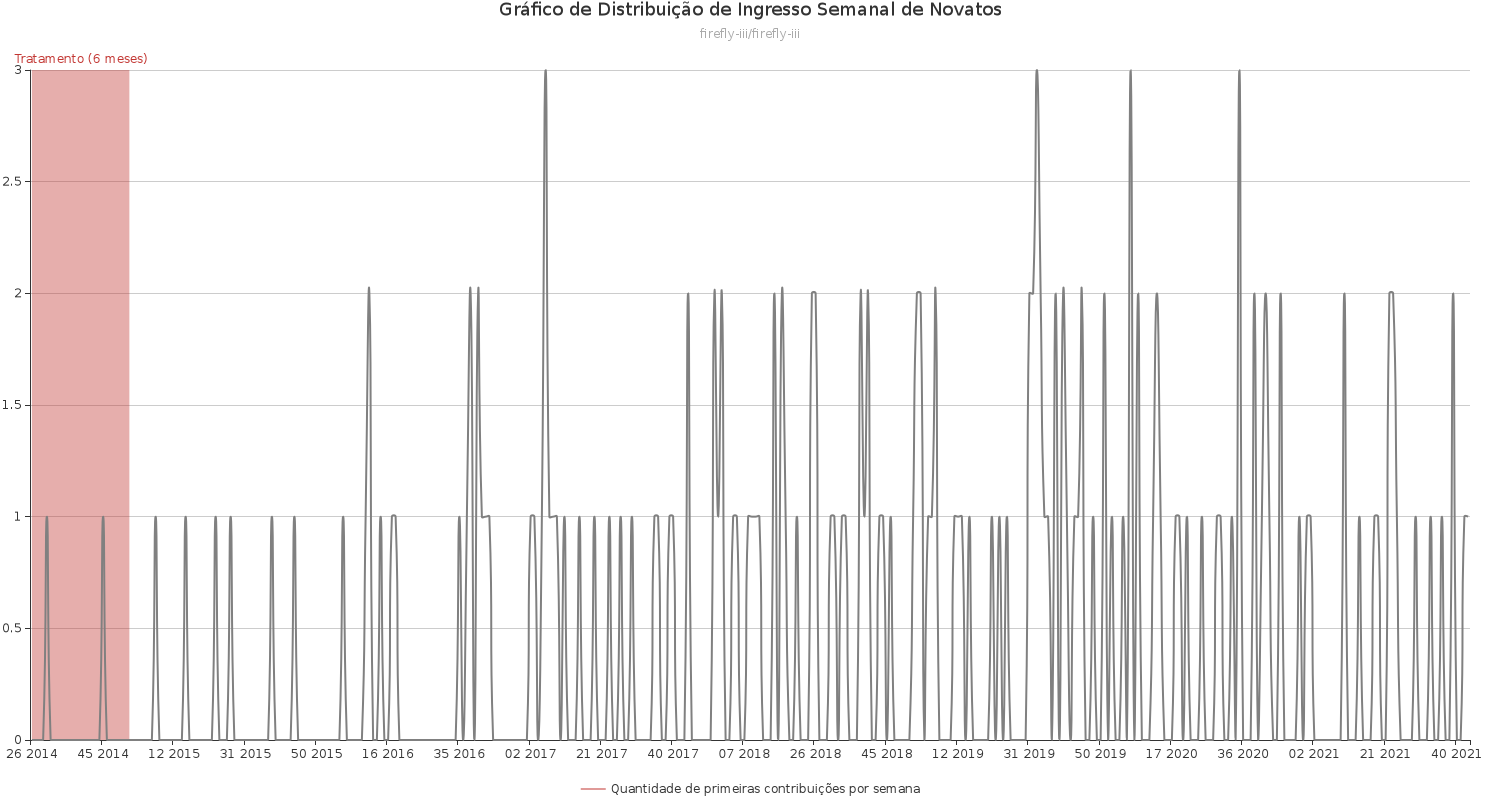 Gráfico de Distribuição de Ingresso Semanal de Novatos
firefly-iii/firefly-iii
Tratamento (6 meses)
3
2.5
2
1.5
1
0.5
0
26 2014 45 2014 12 2015 31 2015 50 2015 16 2016 35 2016 02 2017 21 2017 40 2017 07 2018 26 2018 45 2018 12 2019 31 2019 50 2019 17 2020 36 2020 02 2021 21 2021 40 2021
Quantidade de primeiras contribuições por semana